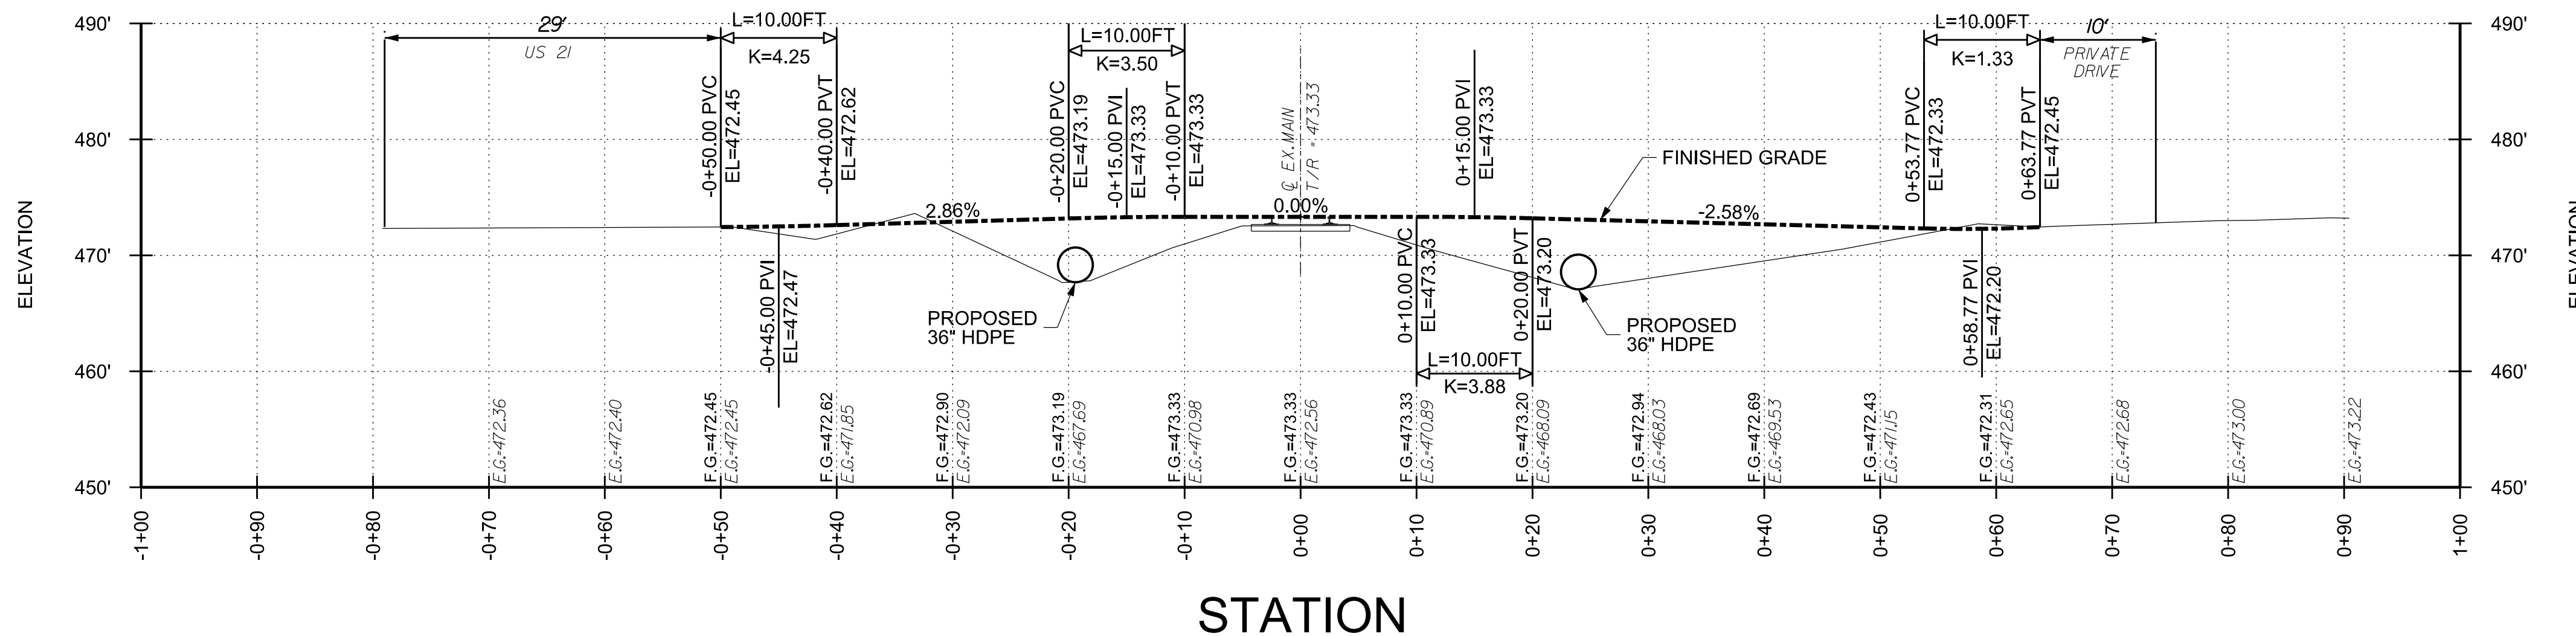 490'
480'
470'
460'
450'
ELEVATION
29'
US 21
L=10.00FT
K=4.25
-0+50.00 PVC
EL=472.45
-0+40.00 PVT
EL=472.62
-0+45.00 PVI
EL=472.47
2.86%
L=10.00FT
K=3.50
-0+20.00 PVC
EL=473.19
-0+15.00 PVI
EL=473.33
-0+10.00 PVT
EL=473.33
℄ EX.MAIN
T/R =473.33
0.00%
0+15.00 PVI
EL=473.33
FINISHED GRADE
-2.58%
0+10.00 PVC
EL=473.33
0+20.00 PVT
EL=473.20
L=10.00FT
K=3.88
PROPOSED
36" HDPE
PROPOSED
36" HDPE
L=10.00FT
K=1.33
0+53.77 PVC
EL=472.33
0+63.77 PVT
EL=472.45
0+58.77 PVI
EL=472.20
10'
PRIVATE
DRIVE
490'
480'
470'
460'
450'
E.G.=472.36
E.G.=472.40
F.G.=472.45
E.G.=472.45
F.G.=472.62
E.G.=471.85
F.G.=472.90
E.G.=472.09
F.G.=473.19
E.G.=467.69
F.G.=473.33
E.G.=470.98
F.G.=473.33
E.G.=472.56
F.G.=473.33
E.G.=470.89
F.G.=473.20
E.G.=468.09
F.G.=472.94
E.G.=468.03
F.G.=472.69
E.G.=469.53
F.G.=472.43
E.G.=471.15
F.G.=472.31
E.G.=472.65
E.G.=472.68
E.G.=473.00
E.G.=473.22
-1+00
-0+90
-0+80
-0+70
-0+60
-0+50
-0+40
-0+30
-0+20
-0+10
0+00
0+10
0+20
0+30
0+40
0+50
0+60
0+70
0+80
0+90
1+00
STATION